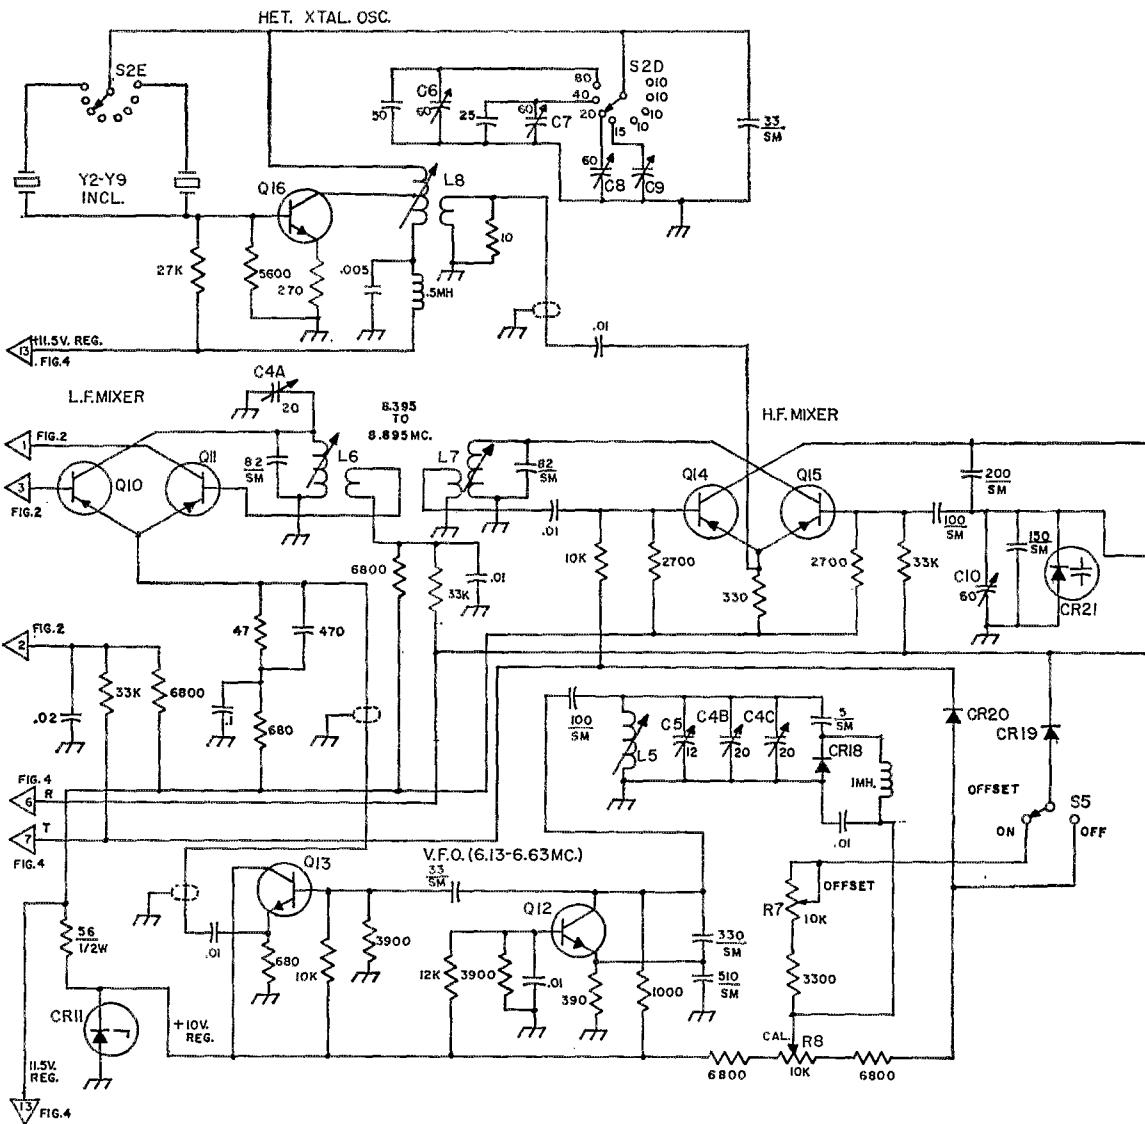 HET. XTAL. OSC.
S2E
S2D
80
40
20
15
10
10
10
10
C6
60
50
25
60
C7
60
C8
C9
33
SM
Y2-Y9
INCL.
Q16
L8
10
27K
5600
270
.005
.5MH
.01
+11.5V. REG.
13
FIG.4
C4A
20
L.F.MIXER
8.395
TO
8.895MC.
H.F. MIXER
1
FIG.2
3
FIG.2
Q10
Q11
82
SM
L6
L7
82
SM
Q14
Q15
200
SM
100
SM
150
SM
C10
60
CR21
.01
10K
2700
330
2700
33K
6800
33K
.01
47
470
2
FIG.2
33K
6800
.02
.1
680
100
SM
L5
C5
12
C4B
20
C4C
20
5
SM
CR18
1MH.
.01
CR20
CR19
OFFSET
S5
ON
OFF
FIG.4
6
R
7
T
FIG.4
V.F.O. (6.13-6.63MC.)
Q13
33
SM
Q12
OFFSET
R7
10K
56
1/2W
.01
680
10K
3900
12K
3900
.01
390
1000
330
SM
510
SM
3300
CR11
+10V.
REG.
CAL.
R8
6800
10K
6800
11.5V.
REG.
13
FIG.4